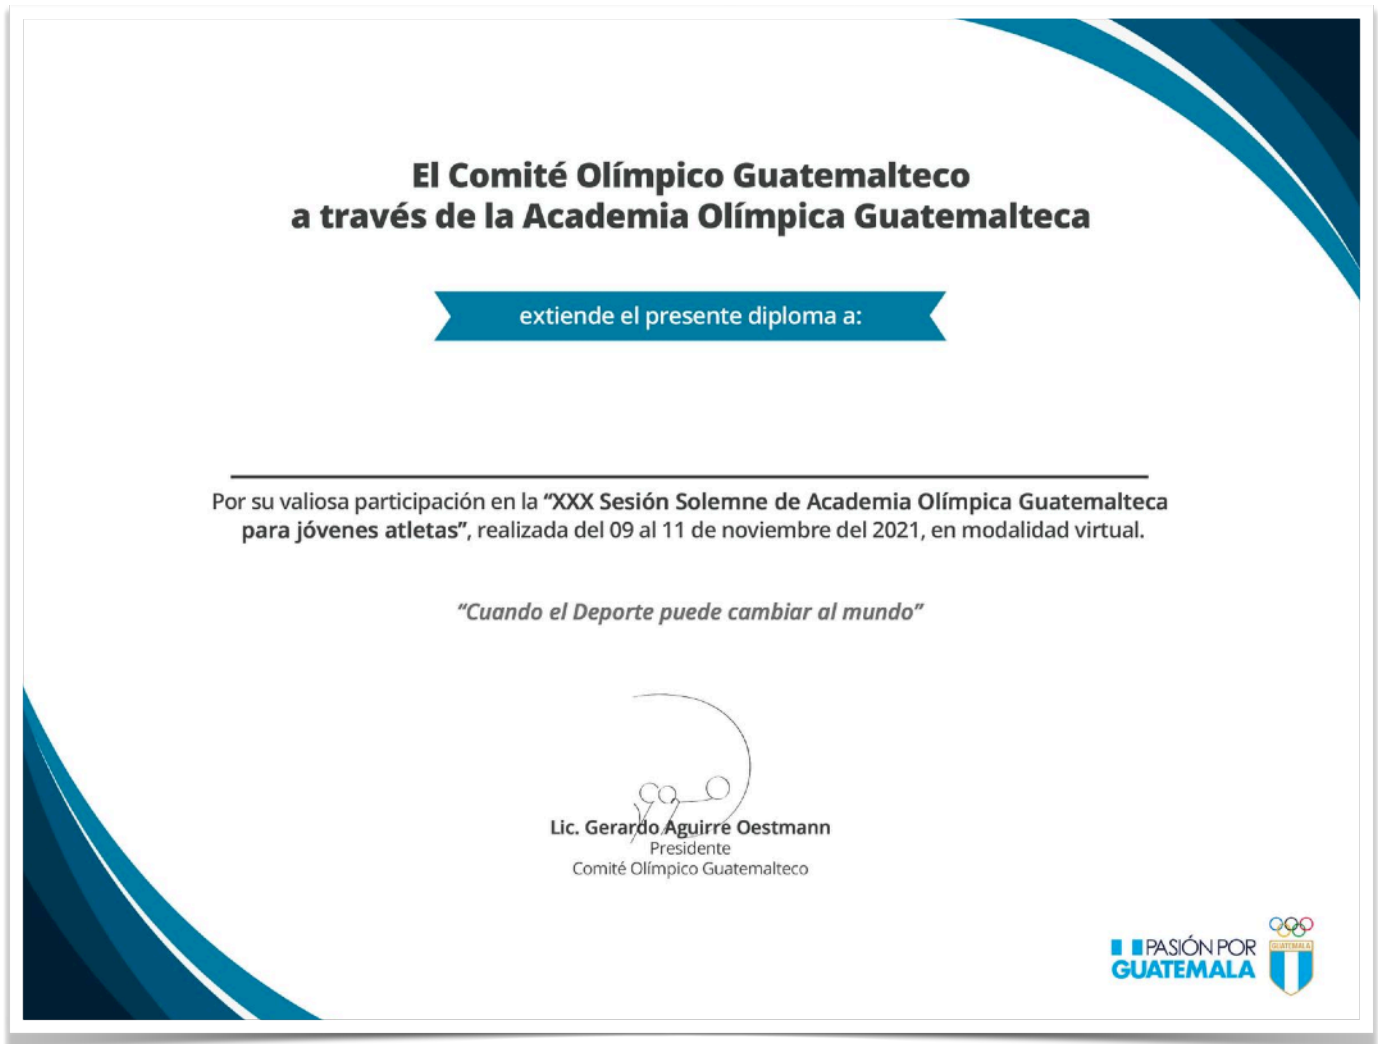 El Comité Olímpico Guatemalteco
a través de la Academia Olímpica Guatemalteca
extiende el presente diploma a:
Por su valiosa participación en la “XXX Sesión Solemne de Academia Olímpica Guatemalteca
para jóvenes atletas”, realizada del 09 al 11 de noviembre del 2021, en modalidad virtual.
“Cuando el Deporte puede cambiar al mundo”
Lic. Gerardo Aguirre Oestmann
Presidente
Comité Olímpico Guatemalteco
PASIÓN POR
GUATEMALA
GUATEMALA